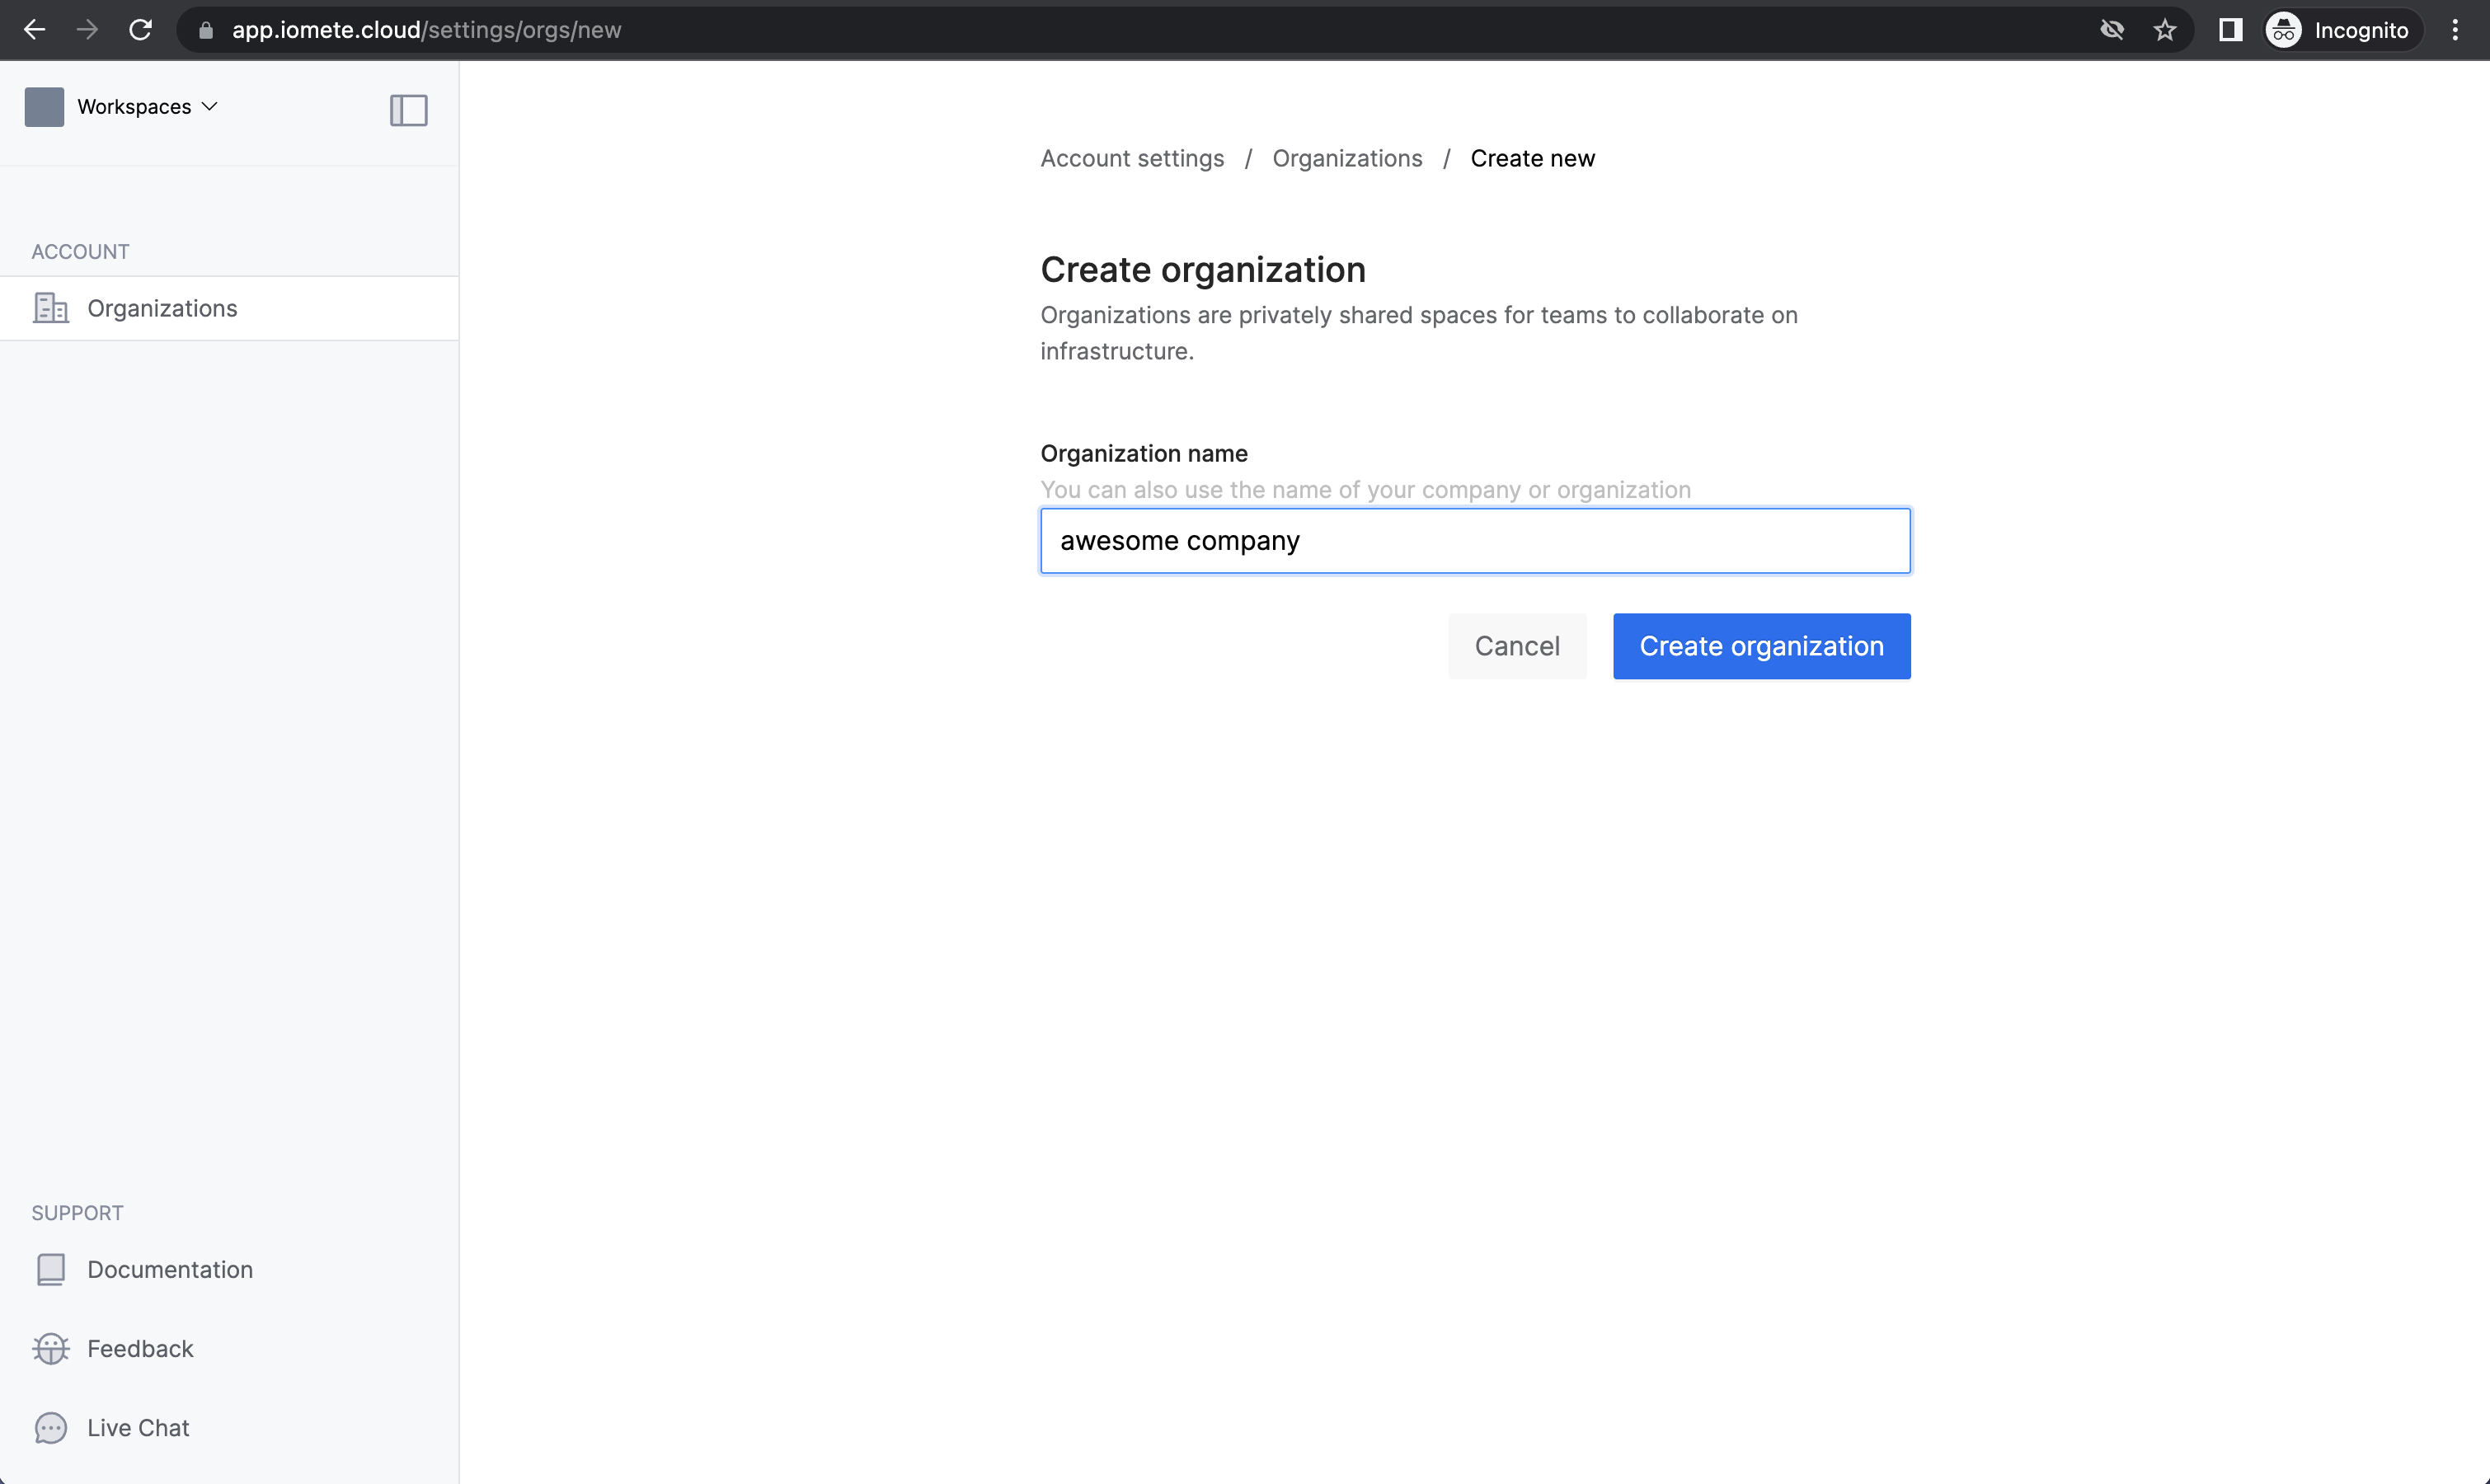 app.iomete.cloud/settings/orgs/new
Incognito
Workspaces
Account settings / Organizations / Create new
ACCOUNT
Organizations
Create organization
Organizations are privately shared spaces for teams to collaborate on
infrastructure.
Organization name
You can also use the name of your company or organization
awesome company
Cancel
Create organization
SUPPORT
Documentation
Feedback
Live Chat